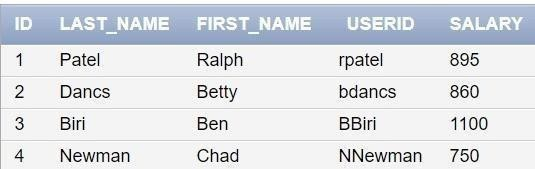 ID LAST_NAME FIRST_NAME USERID SALARY
1 Patel Ralph rpatel 895
2 Dancs Betty bdancs 860
3 Biri Ben BBiri 1100
4 Newman Chad NNewman 750